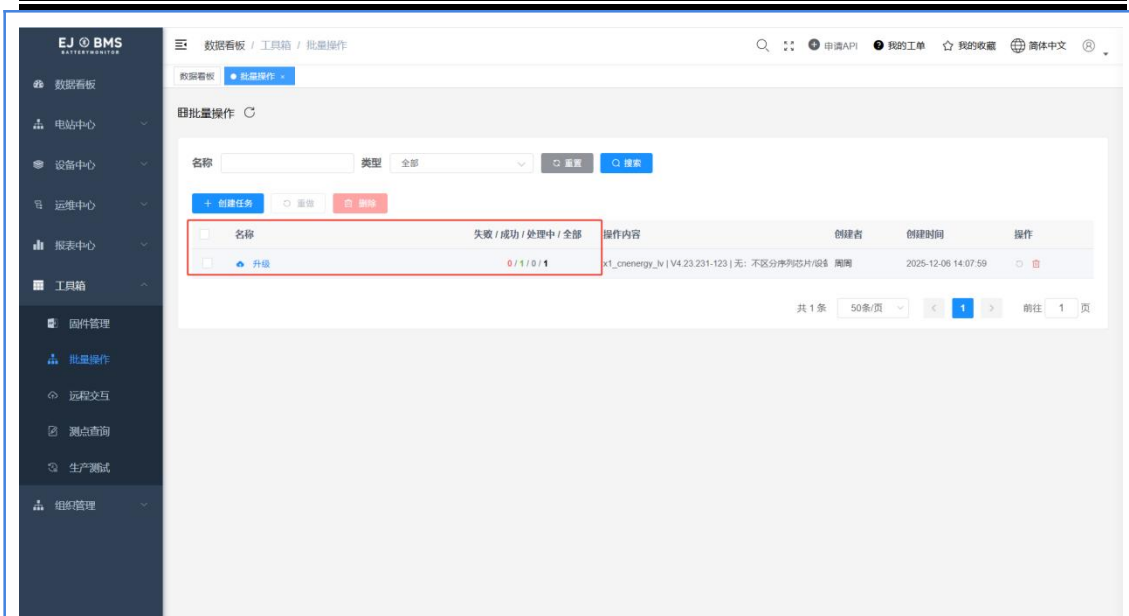 EJ BMS
BATTERYMONITOR
数据看板 / 工具箱 / 批量操作
申请API
我的工单
我的收藏
简体中文
数据看板
批量操作 ×
数据看板
电站中心
设备中心
运维中心
报表中心
工具箱
固件管理
批量操作
远程交互
测点查询
生产测试
组织管理
批量操作
名称
类型 全部
重置
搜索
+ 创建任务
重做
删除
名称 失败 / 成功 / 处理中 / 全部 操作内容 创建者 创建时间 操作
升级 0 / 1 / 0 / 1 x1_cnenergy_lv | V4.23.231-123 | 无：不区分序列芯片/设备 周周 2025-12-06 14:07:59
共 1 条 50条/页 < 1 > 前往 1 页